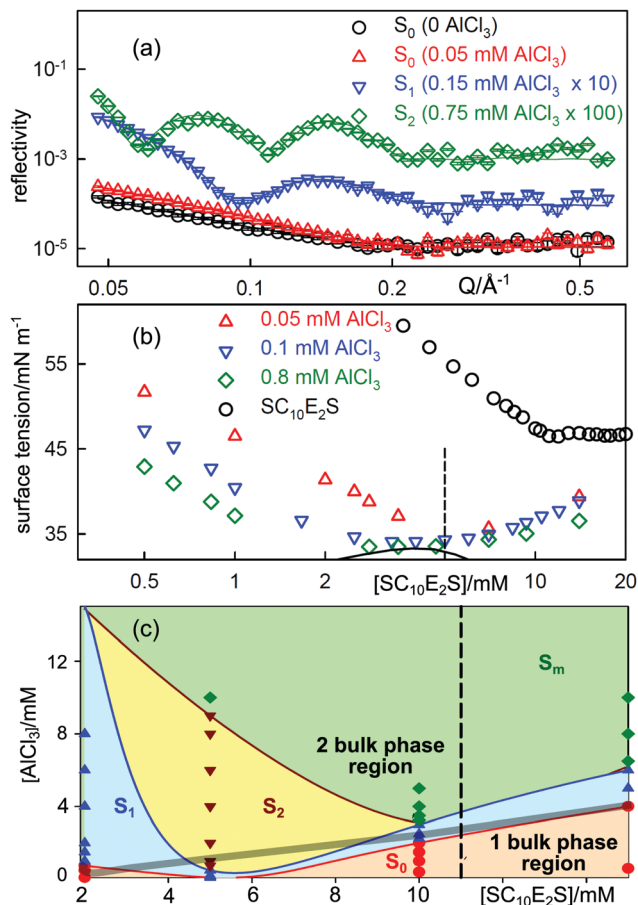 (a)
S₀ (0 AlCl₃)
S₀ (0.05 mM AlCl₃)
S₁ (0.15 mM AlCl₃ x 10)
S₂ (0.75 mM AlCl₃ x 100)
reflectivity
10⁻¹
10⁻³
10⁻⁵
0.05 0.1 0.2 Q/Å⁻¹ 0.5
(b)
0.05 mM AlCl₃
0.1 mM AlCl₃
0.8 mM AlCl₃
SC₁₀E₂S
surface tension/mN m⁻¹
55
45
35
0.5 1 2 [SC₁₀E₂S]/mM 10 20
(c)
[AlCl₃]/mM
12
8
4
0
Sₘ
2 bulk phase
region
S₁
S₂
S₀
1 bulk phase
region
2 4 6 8 10 [SC₁₀E₂S]/mM